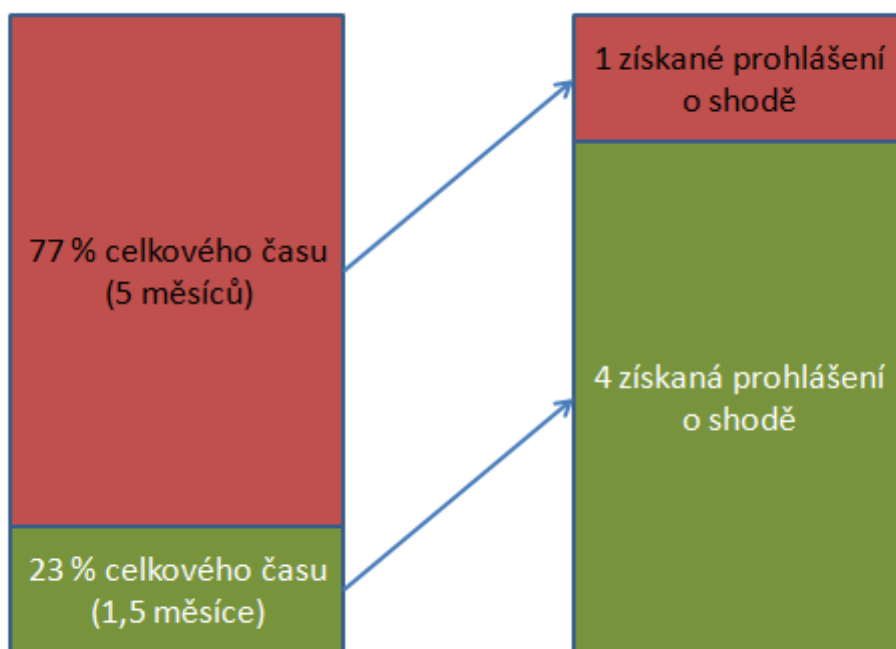 77 % celkového času
(5 měsíců)
23 % celkového času
(1,5 měsíce)
1 získané prohlášení
o shodě
4 získaná prohlášení
o shodě